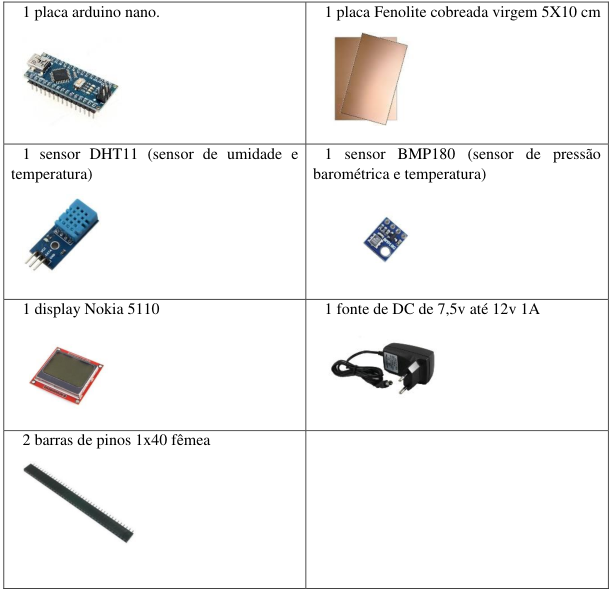 1 placa arduino nano.
1 placa Fenolite cobreada virgem 5X10 cm
1 sensor DHT11 (sensor de umidade e
temperatura)
1 sensor BMP180 (sensor de pressão
barométrica e temperatura)
1 display Nokia 5110
1 fonte de DC de 7,5v até 12v 1A
2 barras de pinos 1x40 fêmea